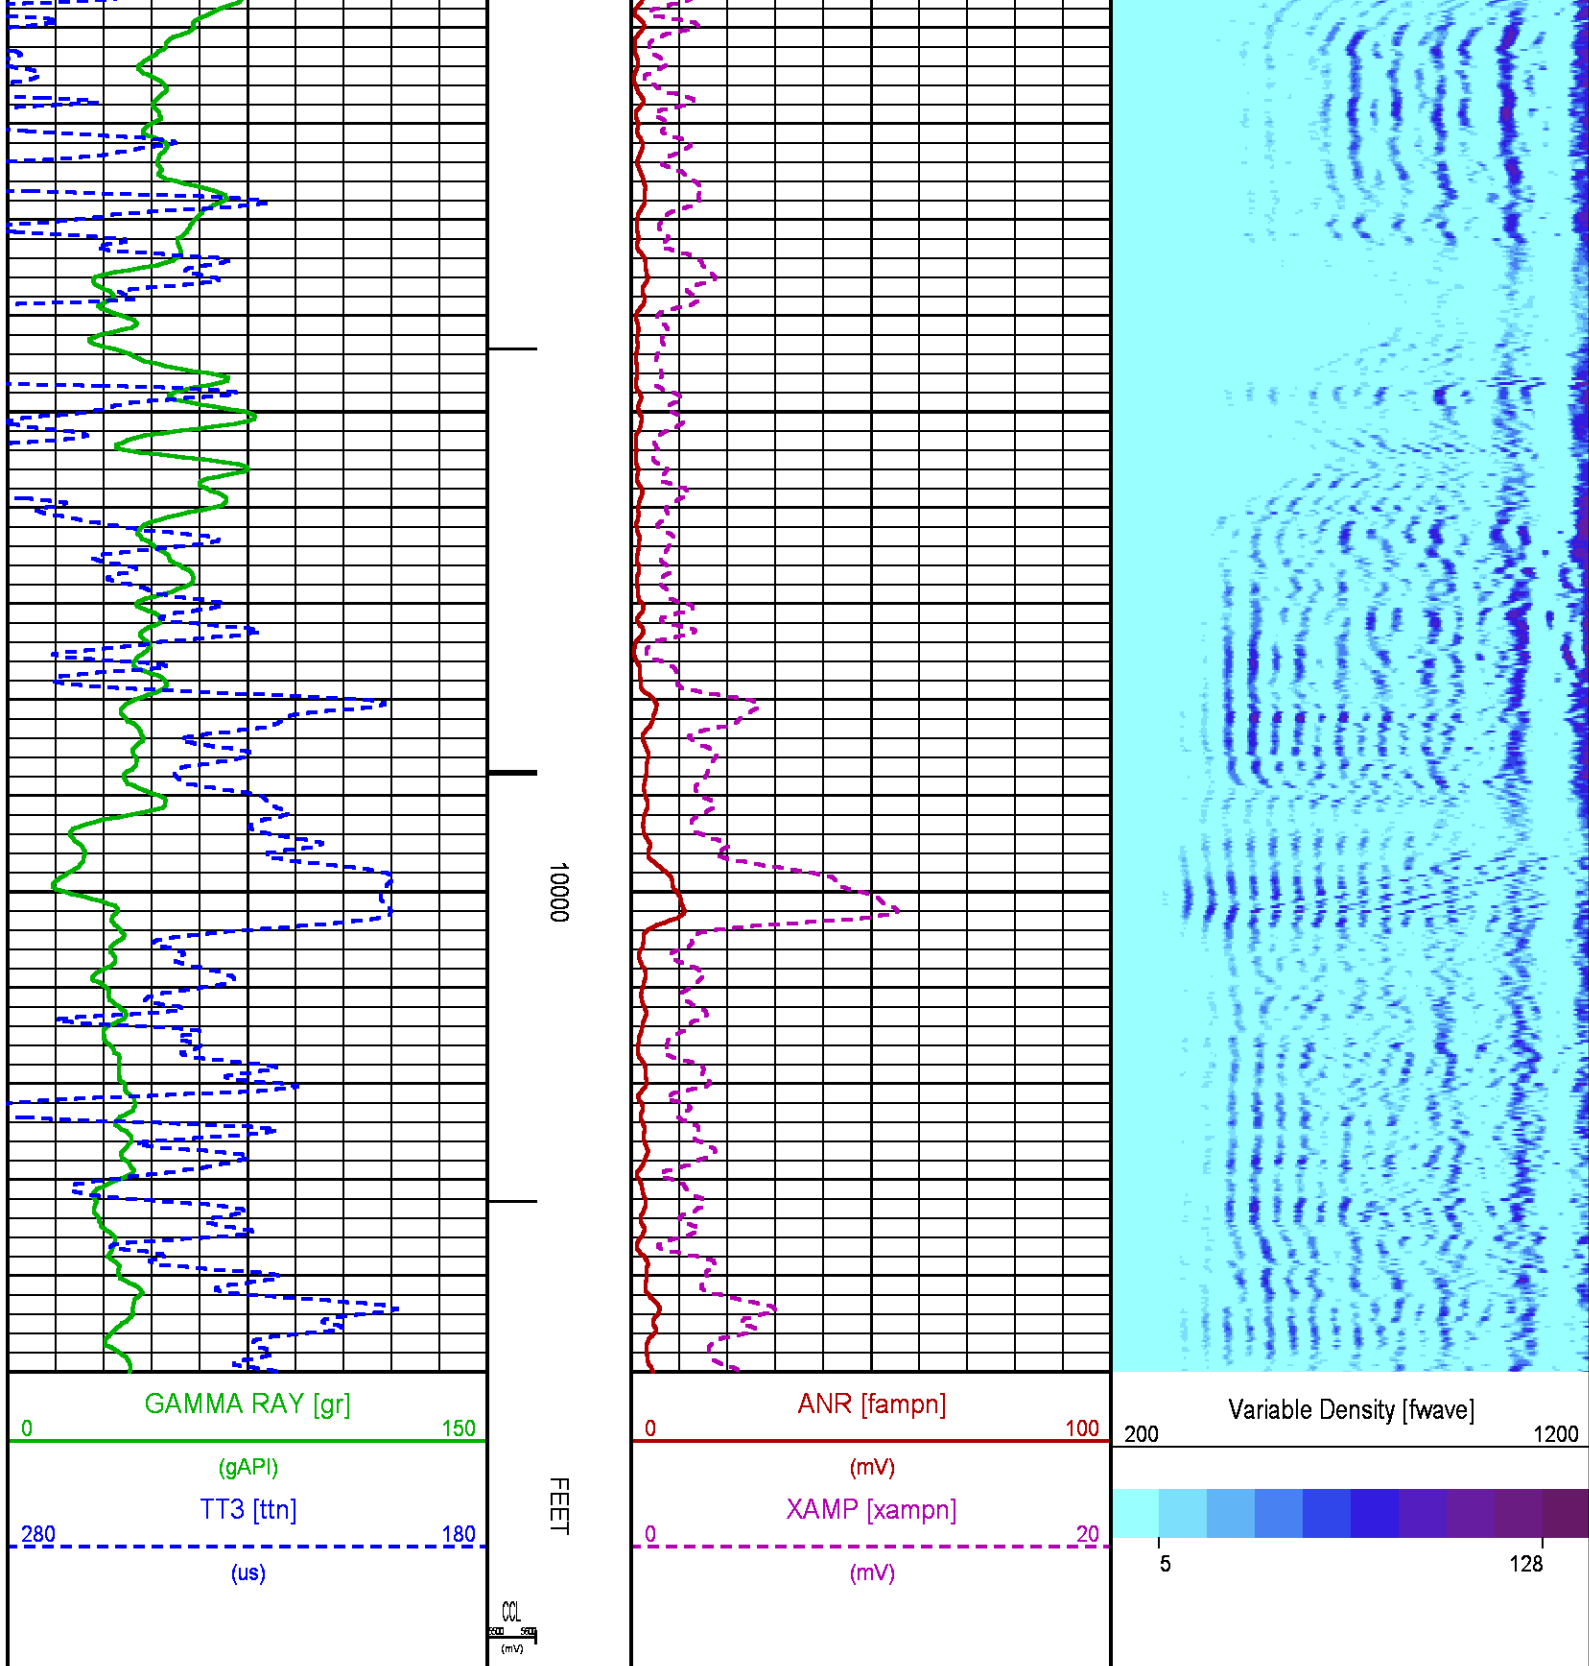 10000
GAMMA RAY [gr]
0 150
(gAPI)
TT3 [ttn]
280 180
(us)
FEET
CCL
(mV)
ANR [fampn]
0 100
(mV)
XAMP [xampn]
0 20
(mV)
Variable Density [fwave]
200 1200
5 128